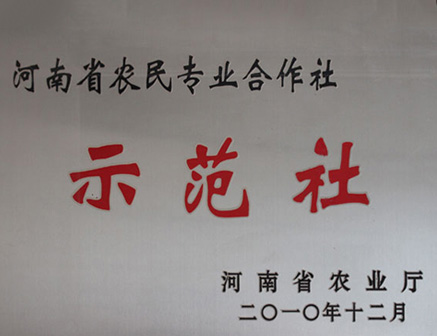 河南省农民专业合作社
示范社
河南省农业厅
二〇一〇年十二月